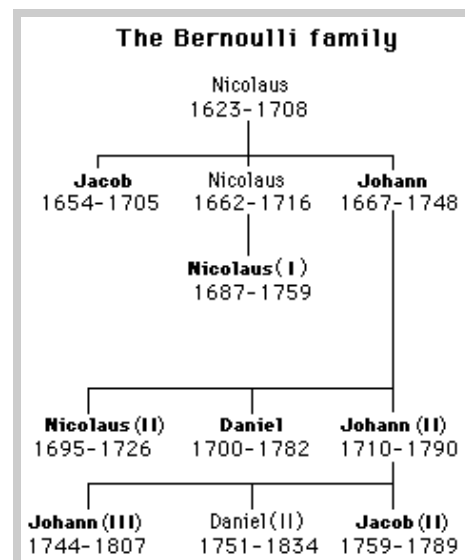 The Bernoulli family
Nicolaus
1623-1708
Jacob Nicolaus Johann
1654-1705 1662-1716 1667-1748
Nicolaus(I)
1687-1759
Nicolaus (II) Daniel Johann (II)
1695-1726 1700-1782 1710-1790
Johann (III) Daniel(II) Jacob (II)
1744-1807 1751-1834 1759-1789